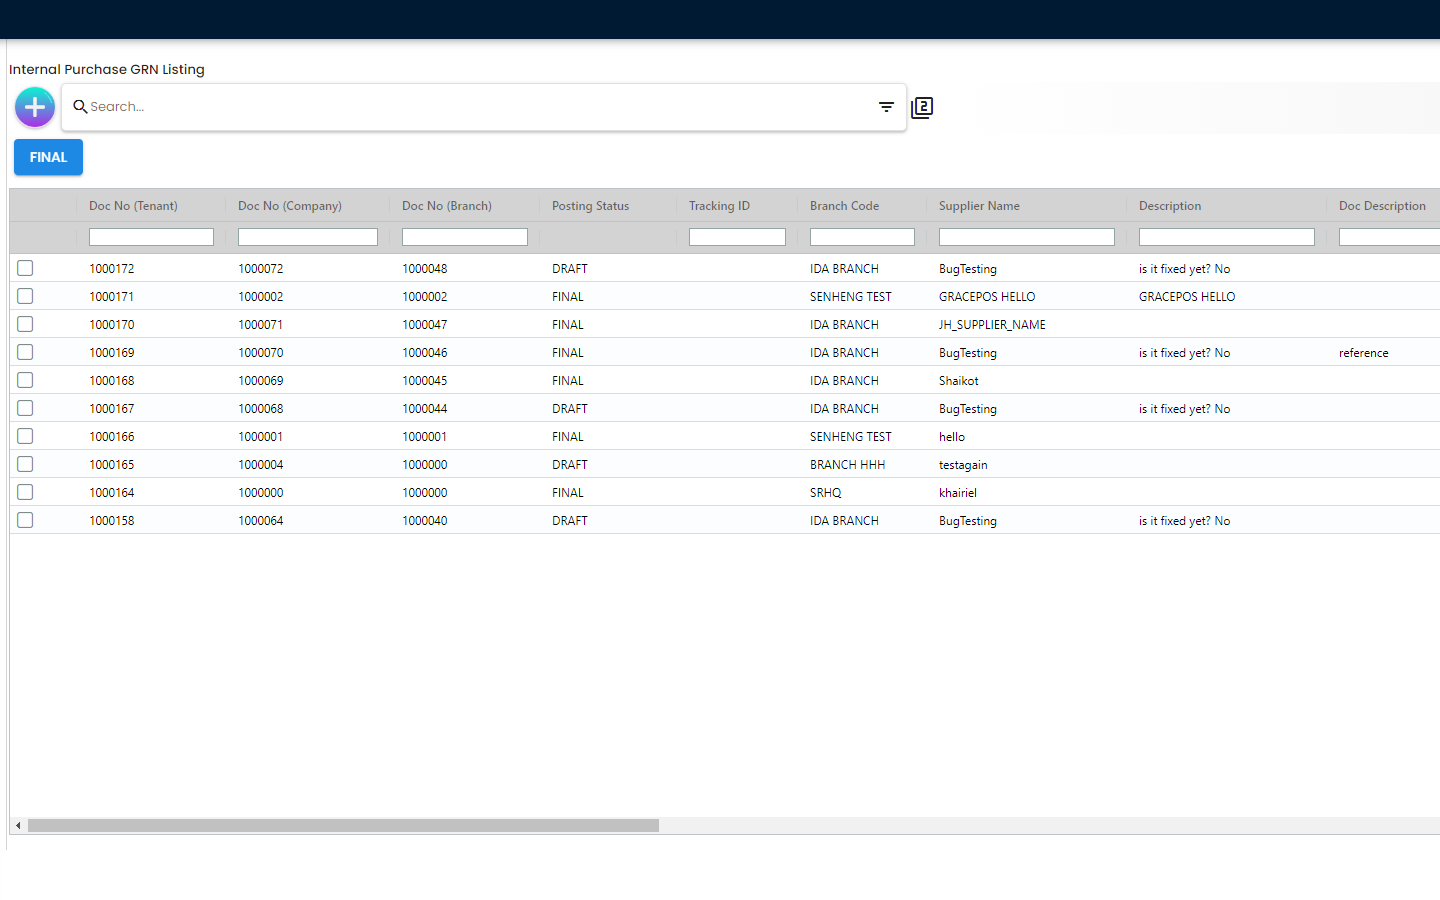 Internal Purchase GRN Listing
Search...
2
FINAL
Doc No (Tenant) Doc No (Company) Doc No (Branch) Posting Status Tracking ID Branch Code Supplier Name Description Doc Description
1000172 1000072 1000048 DRAFT IDA BRANCH BugTesting is it fixed yet? No
1000171 1000002 1000002 FINAL SENHENG TEST GRACEPOS HELLO GRACEPOS HELLO
1000170 1000071 1000047 FINAL IDA BRANCH JH_SUPPLIER_NAME
1000169 1000070 1000046 FINAL IDA BRANCH BugTesting is it fixed yet? No reference
1000168 1000069 1000045 FINAL IDA BRANCH Shaikot
1000167 1000068 1000044 DRAFT IDA BRANCH BugTesting is it fixed yet? No
1000166 1000001 1000001 FINAL SENHENG TEST hello
1000165 1000004 1000000 DRAFT BRANCH HHH testagain
1000164 1000000 1000000 FINAL SRHQ khairiel
1000158 1000064 1000040 DRAFT IDA BRANCH BugTesting is it fixed yet? No